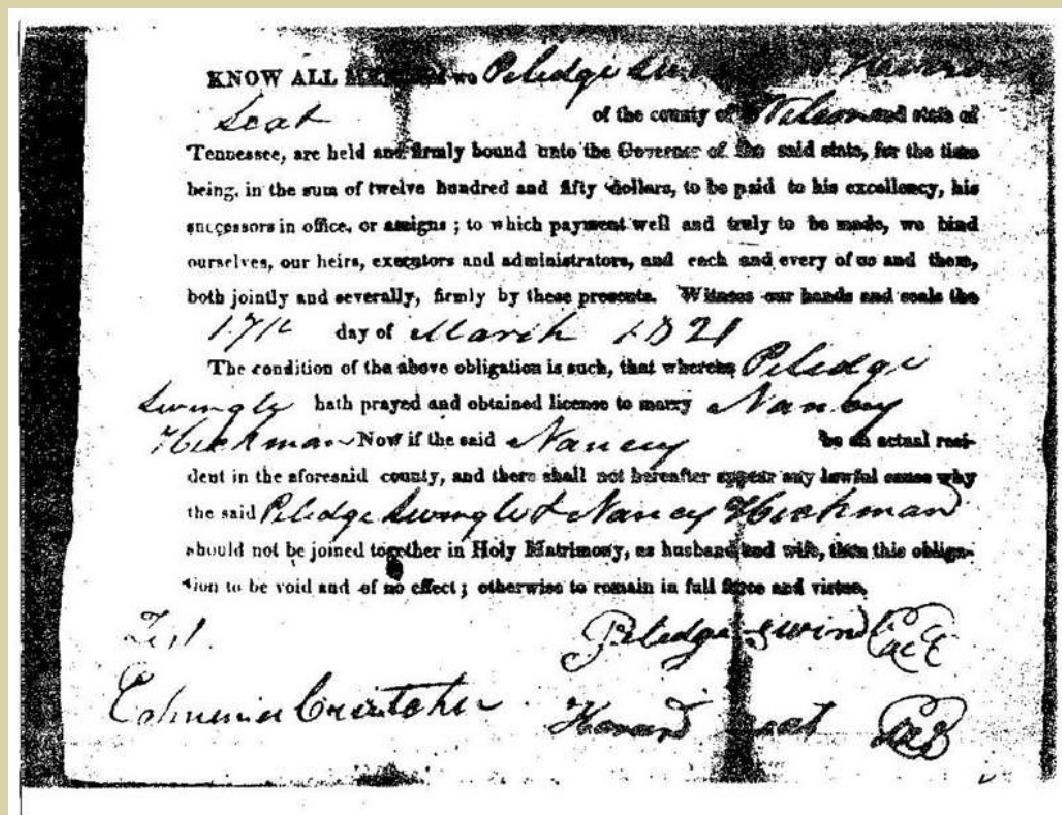 KNOW ALL we Peledge
Seat of the county of Wilson and state of
Tennessee, are held and firmly bound unto the Governor of the said state, for the time
being, in the sum of twelve hundred and fifty dollars, to be paid to his excellency, his
successors in office, or assigns; to which payment well and truly to be made, we bind
ourselves, our heirs, executors and administrators, and each and every of us and them,
both jointly and severally, firmly by these presents. Witness our hands and seals the
17th day of March 1821
The condition of the above obligation is such, that whereas Peledge
Swingly hath prayed and obtained license to marry Nancy
Hickman Now if the said Nancy be an actual resi-
dent in the aforesaid county, and there shall not hereafter appear any lawful cause why
the said Peledge & Nancy Hickman
should not be joined together in Holy Matrimony, as husband and wife, then this obliga-
tion to be void and of no effect; otherwise to remain in full force and virtue.
Test. Peledge
Howard Seat